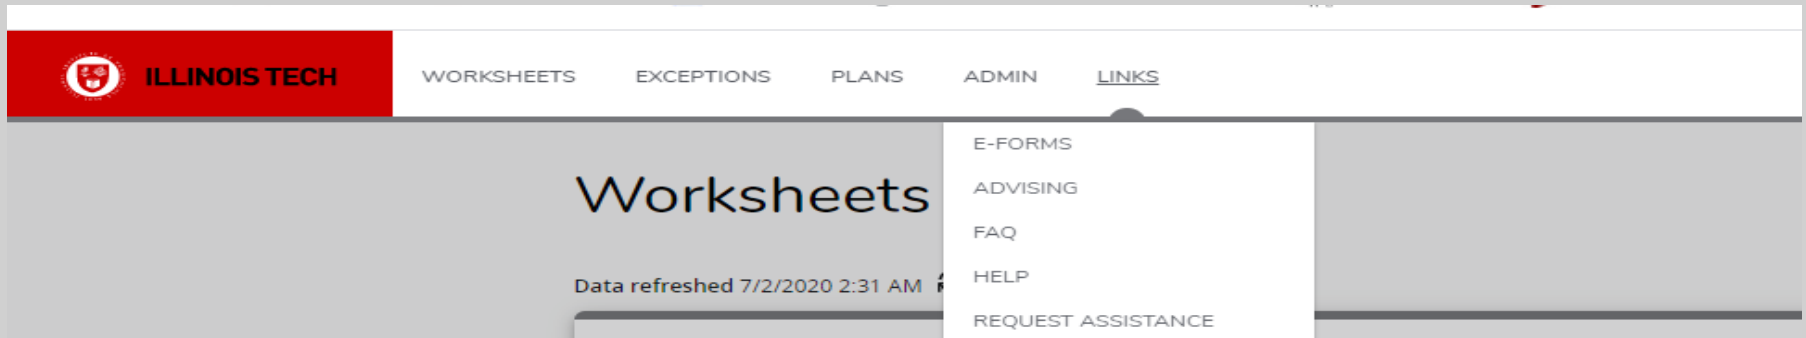 ILLINOIS TECH WORKSHEETS EXCEPTIONS PLANS ADMIN LINKS
E-FORMS
ADVISING
Worksheets
FAQ
HELP
Data refreshed 7/2/2020 2:31 AM
REQUEST ASSISTANCE